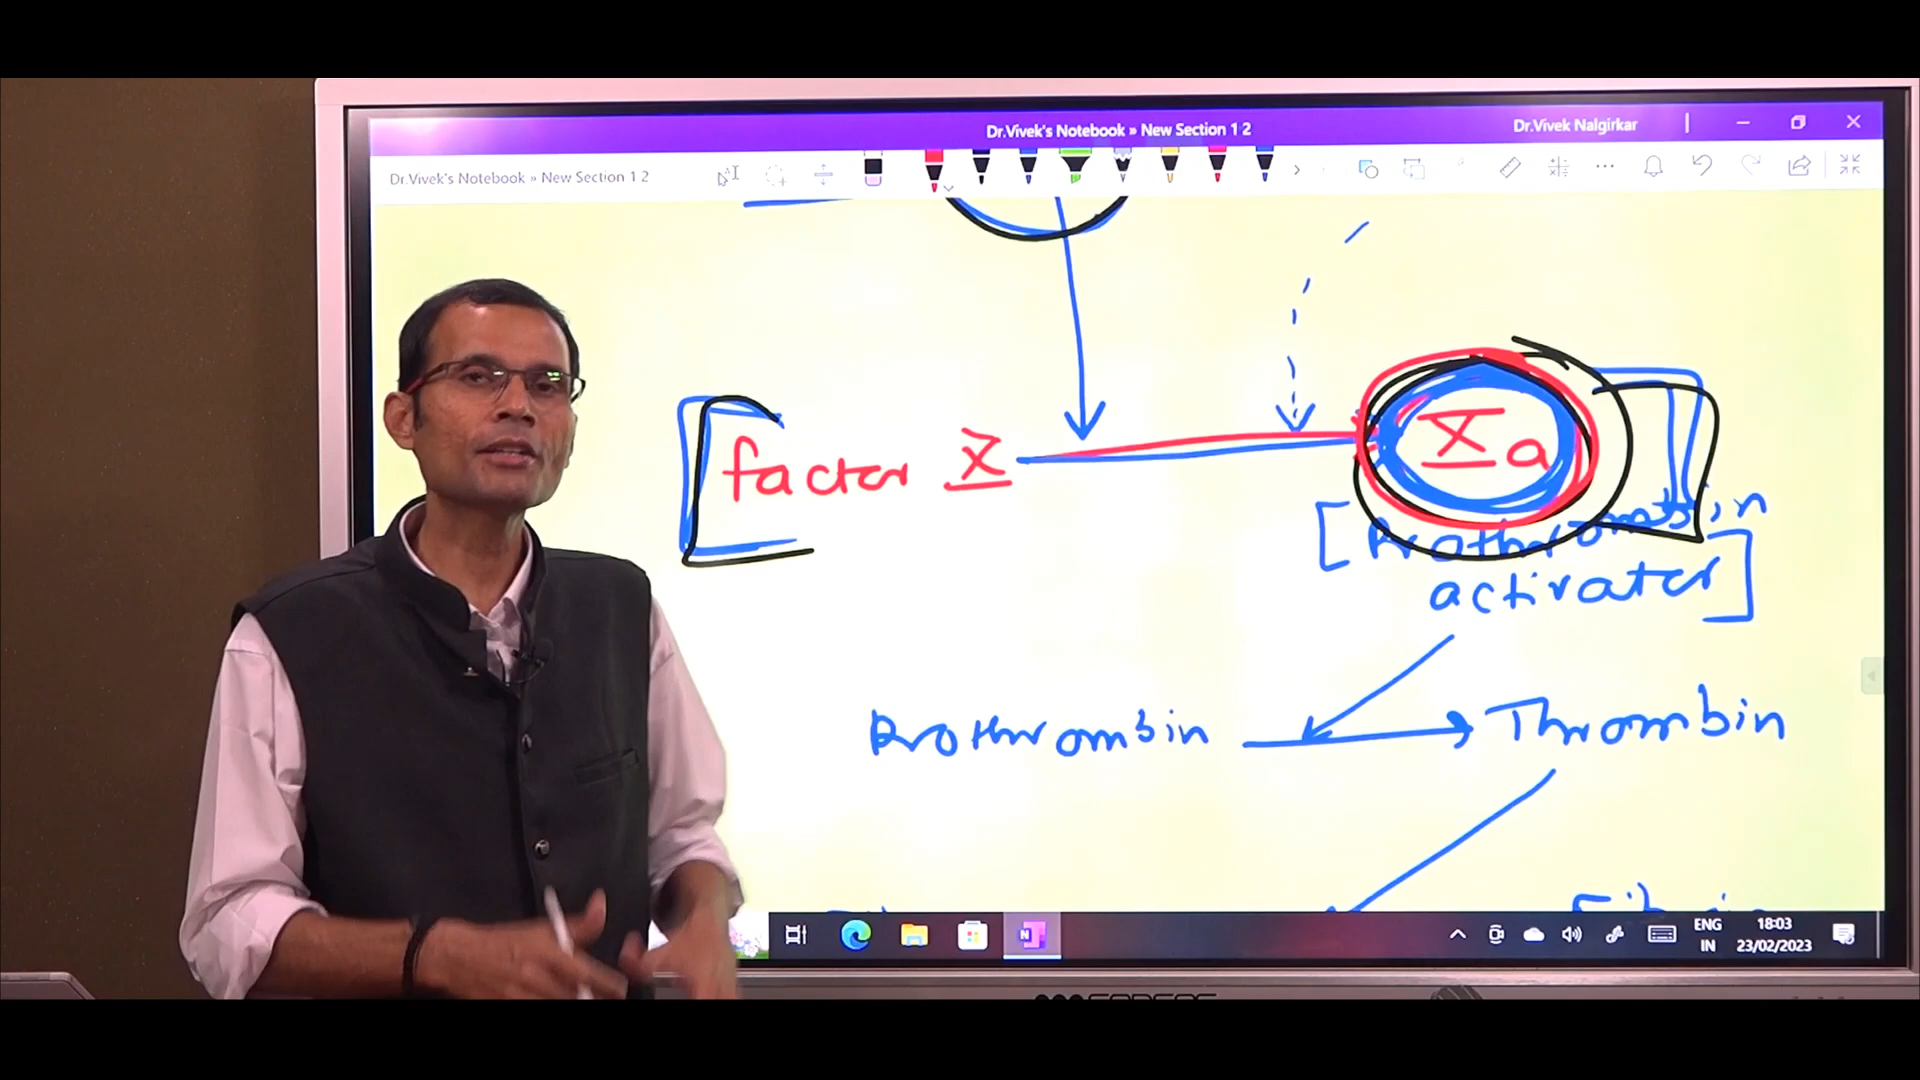 Dr.Vivek's Notebook » New Section 1 2
Dr.Vivek Nalgirkar
Dr.Vivek's Notebook » New Section 1 2
factor X
Xa
[Prothrombin
activator]
Prothrombin
Thrombin
ENG
IN
18:03
23/02/2023